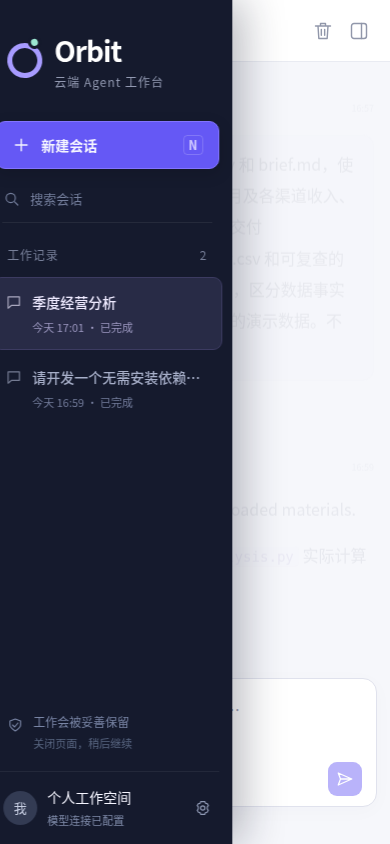 Orbit
云端 Agent 工作台
新建会话 N
搜索会话
工作记录 2
季度经营分析
今天 17:01 · 已完成
请开发一个无需安装依赖…
今天 16:59 · 已完成
和 brief.md，使
及各渠道收入、
交付
.csv 和可复查的
，区分数据事实
的演示数据。不
oaded materials.
ysis.py 实际计算
工作会被妥善保留
关闭页面，稍后继续
我 个人工作空间
模型连接已配置